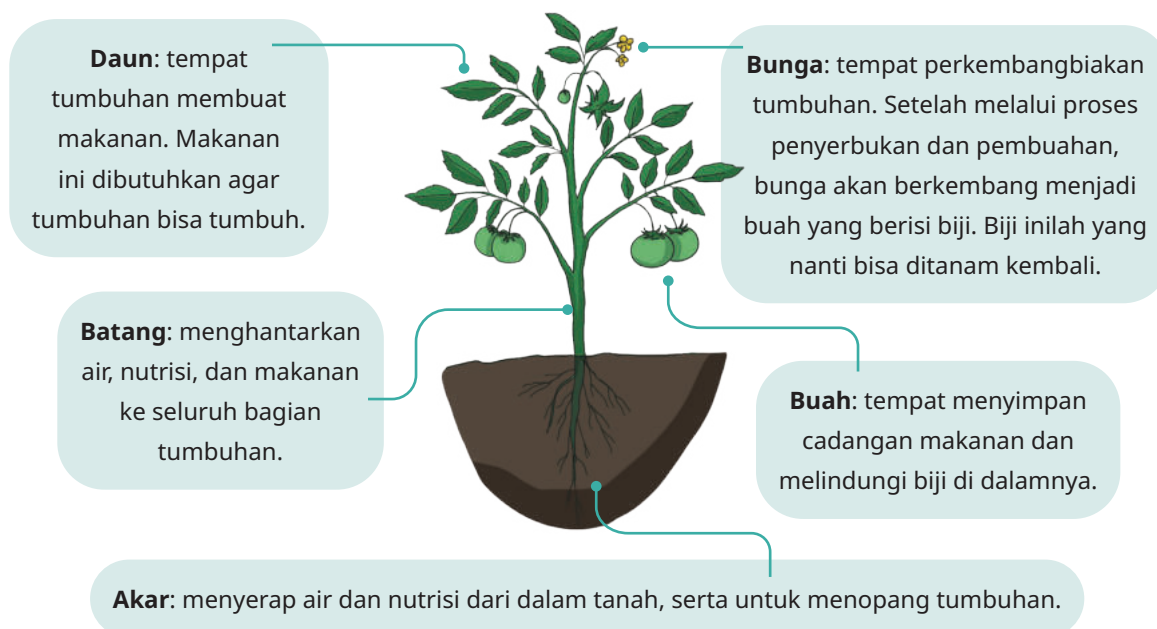 Daun: tempat
tumbuhan membuat
makanan. Makanan
ini dibutuhkan agar
tumbuhan bisa tumbuh.
Bunga: tempat perkembangbiakan
tumbuhan. Setelah melalui proses
penyerbukan dan pembuahan,
bunga akan berkembang menjadi
buah yang berisi biji. Biji inilah yang
nanti bisa ditanam kembali.
Batang: menghantarkan
air, nutrisi, dan makanan
ke seluruh bagian
tumbuhan.
Buah: tempat menyimpan
cadangan makanan dan
melindungi biji di dalamnya.
Akar: menyerap air dan nutrisi dari dalam tanah, serta untuk menopang tumbuhan.